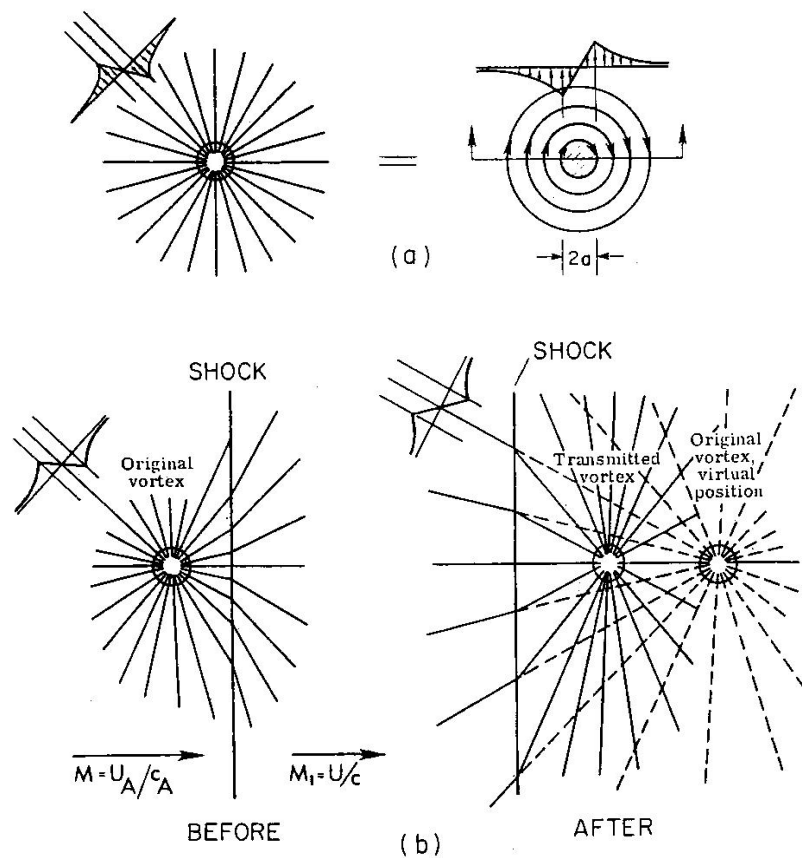 =
(a)
2a
SHOCK
SHOCK
Original
vortex
Transmitted
vortex
Original
vortex,
virtual
position
M = U_A/c_A
M_1 = U/c
BEFORE
(b)
AFTER